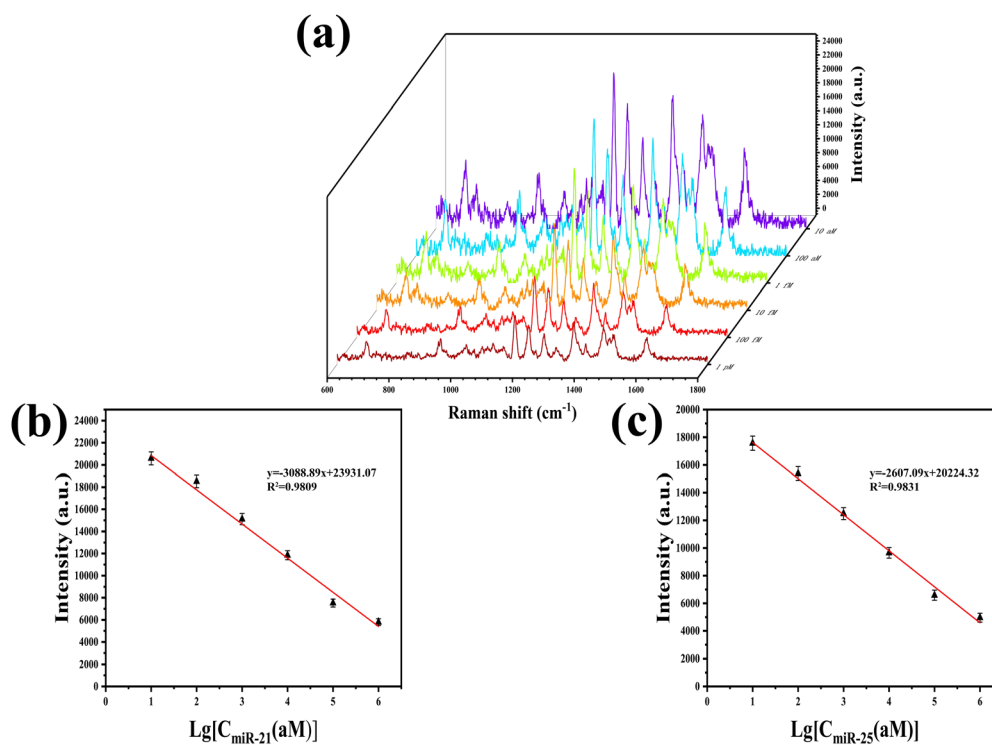 (a)
24000
22000
20000
18000
16000
14000
12000
10000
8000
6000
4000
2000
0
Intensity (a.u.)
10 aM
100 aM
1 fM
10 fM
100 fM
1 pM
600 800 1000 1200 1400 1600 1800
Raman shift (cm⁻¹)
(b)
24000
22000
20000
18000
16000
14000
12000
10000
8000
6000
4000
2000
0
Intensity (a.u.)
y=-3088.89x+23931.07
R²=0.9809
0 1 2 3 4 5 6
Lg[C miR-21(aM)]
(c)
20000
18000
16000
14000
12000
10000
8000
6000
4000
2000
0
Intensity (a.u.)
y=-2607.09x+20224.32
R²=0.9831
0 1 2 3 4 5 6
Lg[C miR-25(aM)]